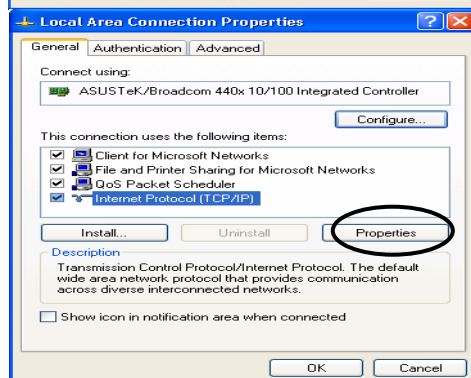 Local Area Connection Properties
General Authentication Advanced
Connect using:
ASUSTeK/Broadcom 440x 10/100 Integrated Controller
Configure...
This connection uses the following items:
Client for Microsoft Networks
File and Printer Sharing for Microsoft Networks
QoS Packet Scheduler
Internet Protocol (TCP/IP)
Install... Uninstall Properties
Description
Transmission Control Protocol/Internet Protocol. The default
wide area network protocol that provides communication
across diverse interconnected networks.
Show icon in notification area when connected
OK Cancel